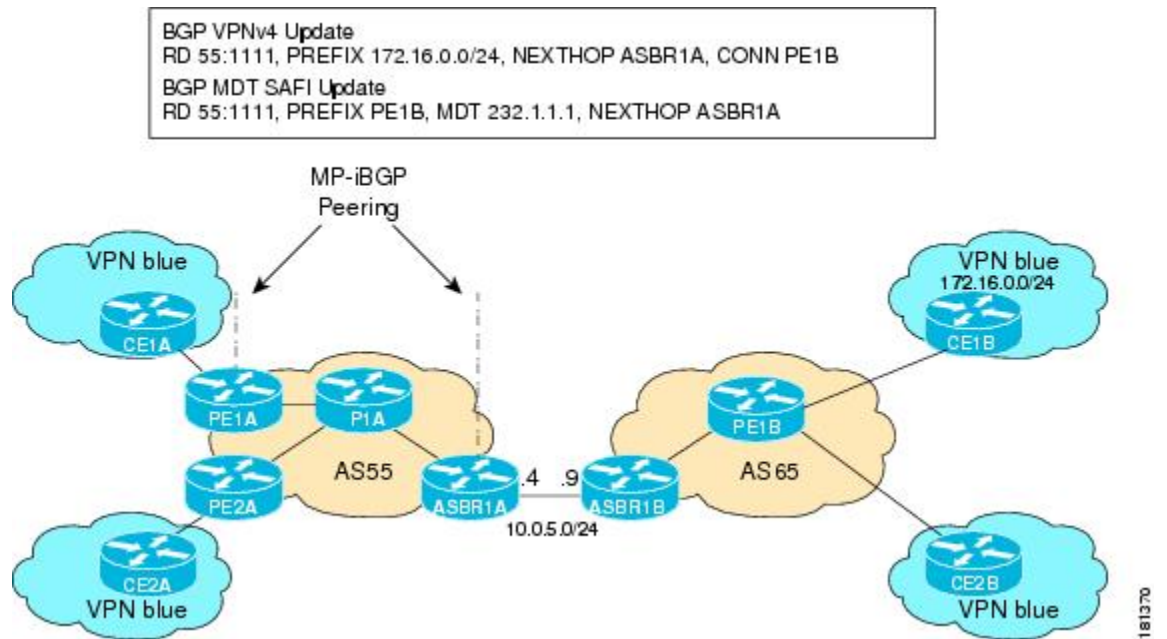 BGP VPNv4 Update
RD 55:1111, PREFIX 172.16.0.0/24, NEXTHOP ASBR1A, CONN PE1B
BGP MDT SAFI Update
RD 55:1111, PREFIX PE1B, MDT 232.1.1.1, NEXTHOP ASBR1A
MP-iBGP
Peering
VPN blue
CE1A
VPN blue
172.16.0.0/24
CE1B
PE1A
P1A
PE1B
PE2A
AS55
ASBR1A
.4
.9
ASBR1B
AS65
10.0.5.0/24
CE2A
VPN blue
CE2B
VPN blue
181370